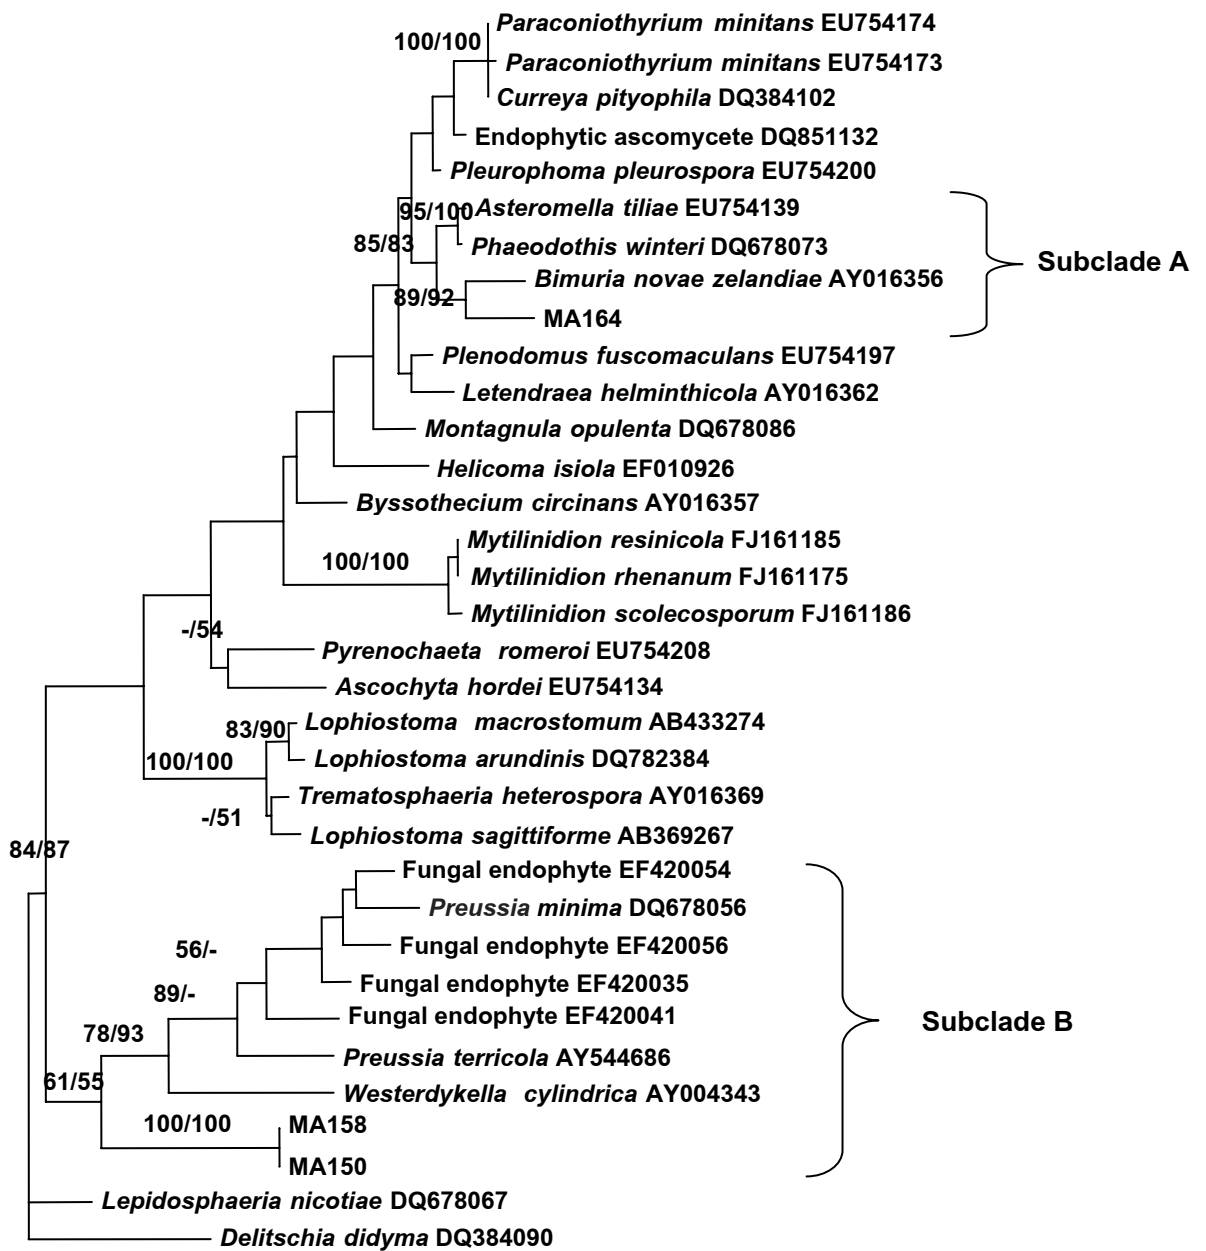 Paraconiothyrium minitans EU754174
100/100
Paraconiothyrium minitans EU754173
Curreya pityophila DQ384102
Endophytic ascomycete DQ851132
Pleurophoma pleurospora EU754200
95/100
Asteromella tiliae EU754139
85/83
Phaeodothis winteri DQ678073
Subclade A
Bimuria novae zelandiae AY016356
89/92
MA164
Plenodomus fuscomaculans EU754197
Letendraea helminthicola AY016362
Montagnula opulenta DQ678086
Helicoma isiola EF010926
Byssothecium circinans AY016357
Mytilinidion resinicola FJ161185
100/100
Mytilinidion rhenanum FJ161175
Mytilinidion scolecosporum FJ161186
-/54
Pyrenochaeta romeroi EU754208
Ascochyta hordei EU754134
Lophiostoma macrostomum AB433274
83/90
Lophiostoma arundinis DQ782384
100/100
Trematosphaeria heterospora AY016369
-/51
Lophiostoma sagittiforme AB369267
84/87
Fungal endophyte EF420054
Preussia minima DQ678056
Fungal endophyte EF420056
56/-
Fungal endophyte EF420035
89/-
Fungal endophyte EF420041
Subclade B
78/93
Preussia terricola AY544686
61/55
Westerdykella cylindrica AY004343
100/100
MA158
MA150
Lepidosphaeria nicotiae DQ678067
Delitschia didyma DQ384090